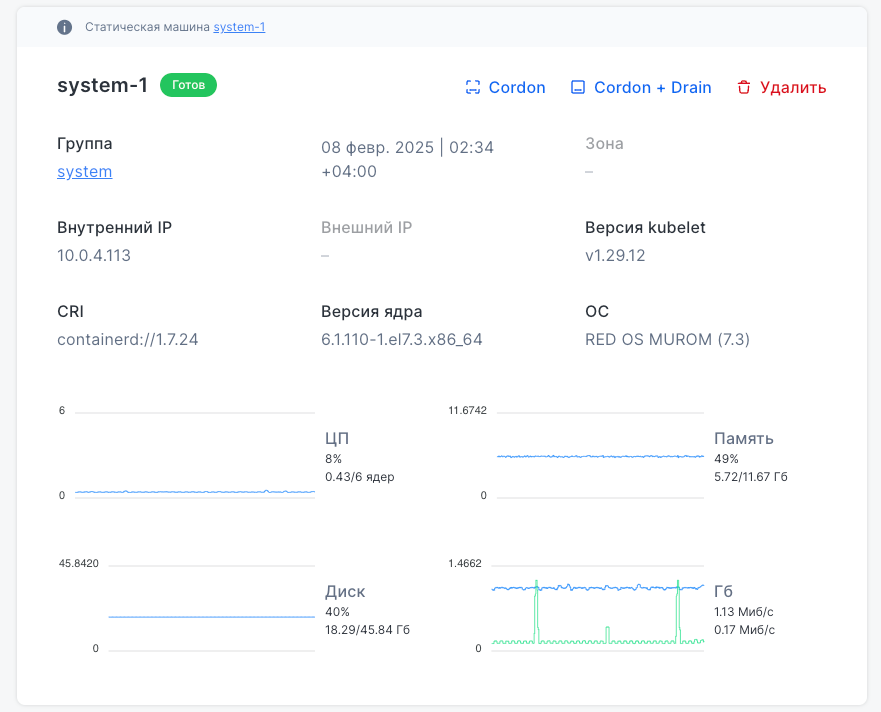 Статическая машина system-1
system-1
Готов
Cordon
Cordon + Drain
Удалить
Группа
system
08 февр. 2025 | 02:34
+04:00
Зона
–
Внутренний IP
10.0.4.113
Внешний IP
–
Версия kubelet
v1.29.12
CRI
containerd://1.7.24
Версия ядра
6.1.110-1.el7.3.x86_64
ОС
RED OS MUROM (7.3)
6
0
ЦП
8%
0.43/6 ядер
11.6742
0
Память
49%
5.72/11.67 Гб
45.8420
0
Диск
40%
18.29/45.84 Гб
1.4662
0
Гб
1.13 Миб/с
0.17 Миб/с